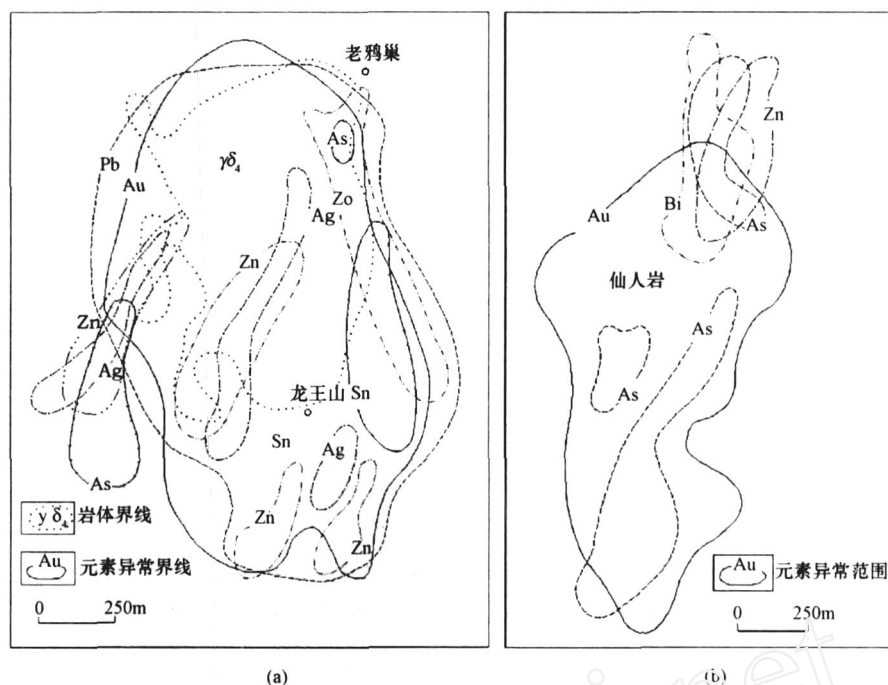 老鸦巢
As
Pb
Au
γδ₄
Zo
Ag
Zn
Zn
Ag
龙王山 Sn
Sn
Ag
As
Zn
Zn
γδ₄ 岩体界线
Au 元素异常界线
0 250m
(a)
Zn
Bi
As
Au
仙人岩
As
As
Au 元素异常范围
0 250m
(b)